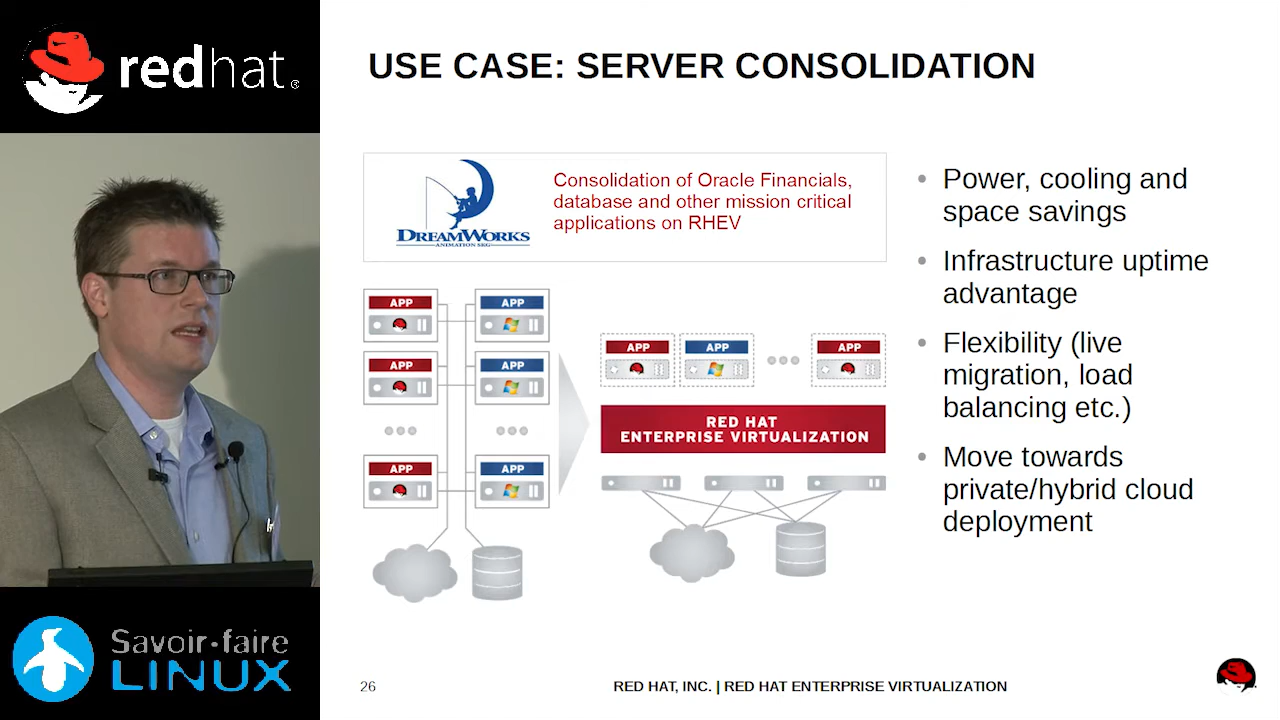 redhat.
USE CASE: SERVER CONSOLIDATION
DREAMWORKS
ANIMATION SKG
Consolidation of Oracle Financials,
database and other mission critical
applications on RHEV
APP
APP
APP
APP
APP
APP
APP
APP
APP
RED HAT
ENTERPRISE VIRTUALIZATION
• Power, cooling and
space savings
• Infrastructure uptime
advantage
• Flexibility (live
migration, load
balancing etc.)
• Move towards
private/hybrid cloud
deployment
Savoir-faire
LINUX
26
RED HAT, INC. | RED HAT ENTERPRISE VIRTUALIZATION